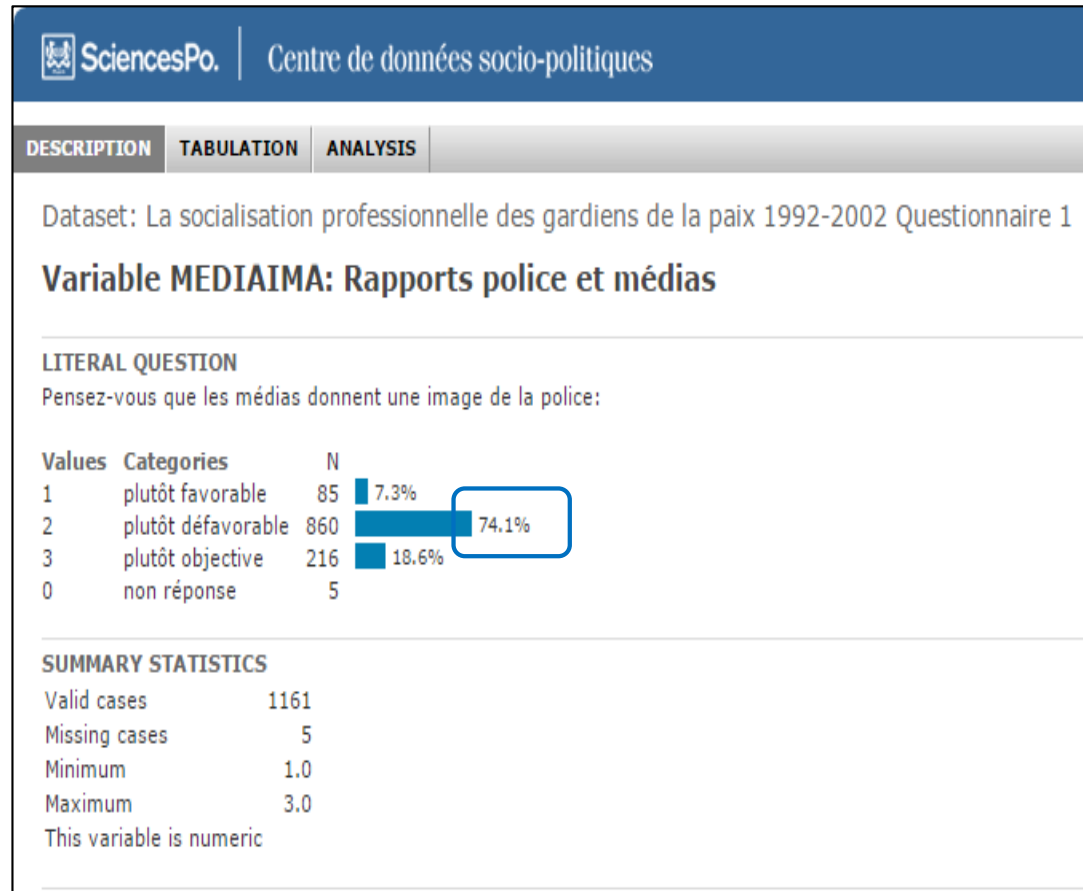 SciencesPo. Centre de données socio-politiques
DESCRIPTION TABULATION ANALYSIS
Dataset: La socialisation professionnelle des gardiens de la paix 1992-2002 Questionnaire 1
Variable MEDIAIMA: Rapports police et médias
LITERAL QUESTION
Pensez-vous que les médias donnent une image de la police:
Values Categories N
1 plutôt favorable 85 7.3%
2 plutôt défavorable 860 74.1%
3 plutôt objective 216 18.6%
0 non réponse 5
SUMMARY STATISTICS
Valid cases 1161
Missing cases 5
Minimum 1.0
Maximum 3.0
This variable is numeric